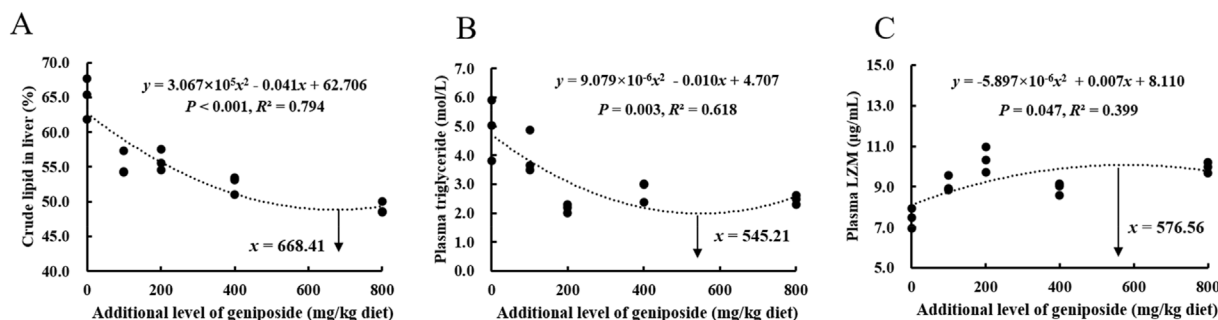 A
y = 3.067×10⁵x² - 0.041x + 62.706
P < 0.001, R² = 0.794
Crude lipid in liver (%)
70.0
65.0
60.0
55.0
50.0
45.0
40.0
x = 668.41
0 200 400 600 800
Additional level of geniposide (mg/kg diet)
B
y = 9.079×10⁻⁶x² - 0.010x + 4.707
P = 0.003, R² = 0.618
Plasma triglyceride (mol/L)
7.0
6.0
5.0
4.0
3.0
2.0
1.0
0.0
x = 545.21
0 200 400 600 800
Additional level of geniposide (mg/kg diet)
C
y = -5.897×10⁻⁶x² + 0.007x + 8.110
P = 0.047, R² = 0.399
Plasma LZM (μg/mL)
15.0
13.0
11.0
9.0
7.0
5.0
x = 576.56
0 200 400 600 800
Additional level of geniposide (mg/kg diet)